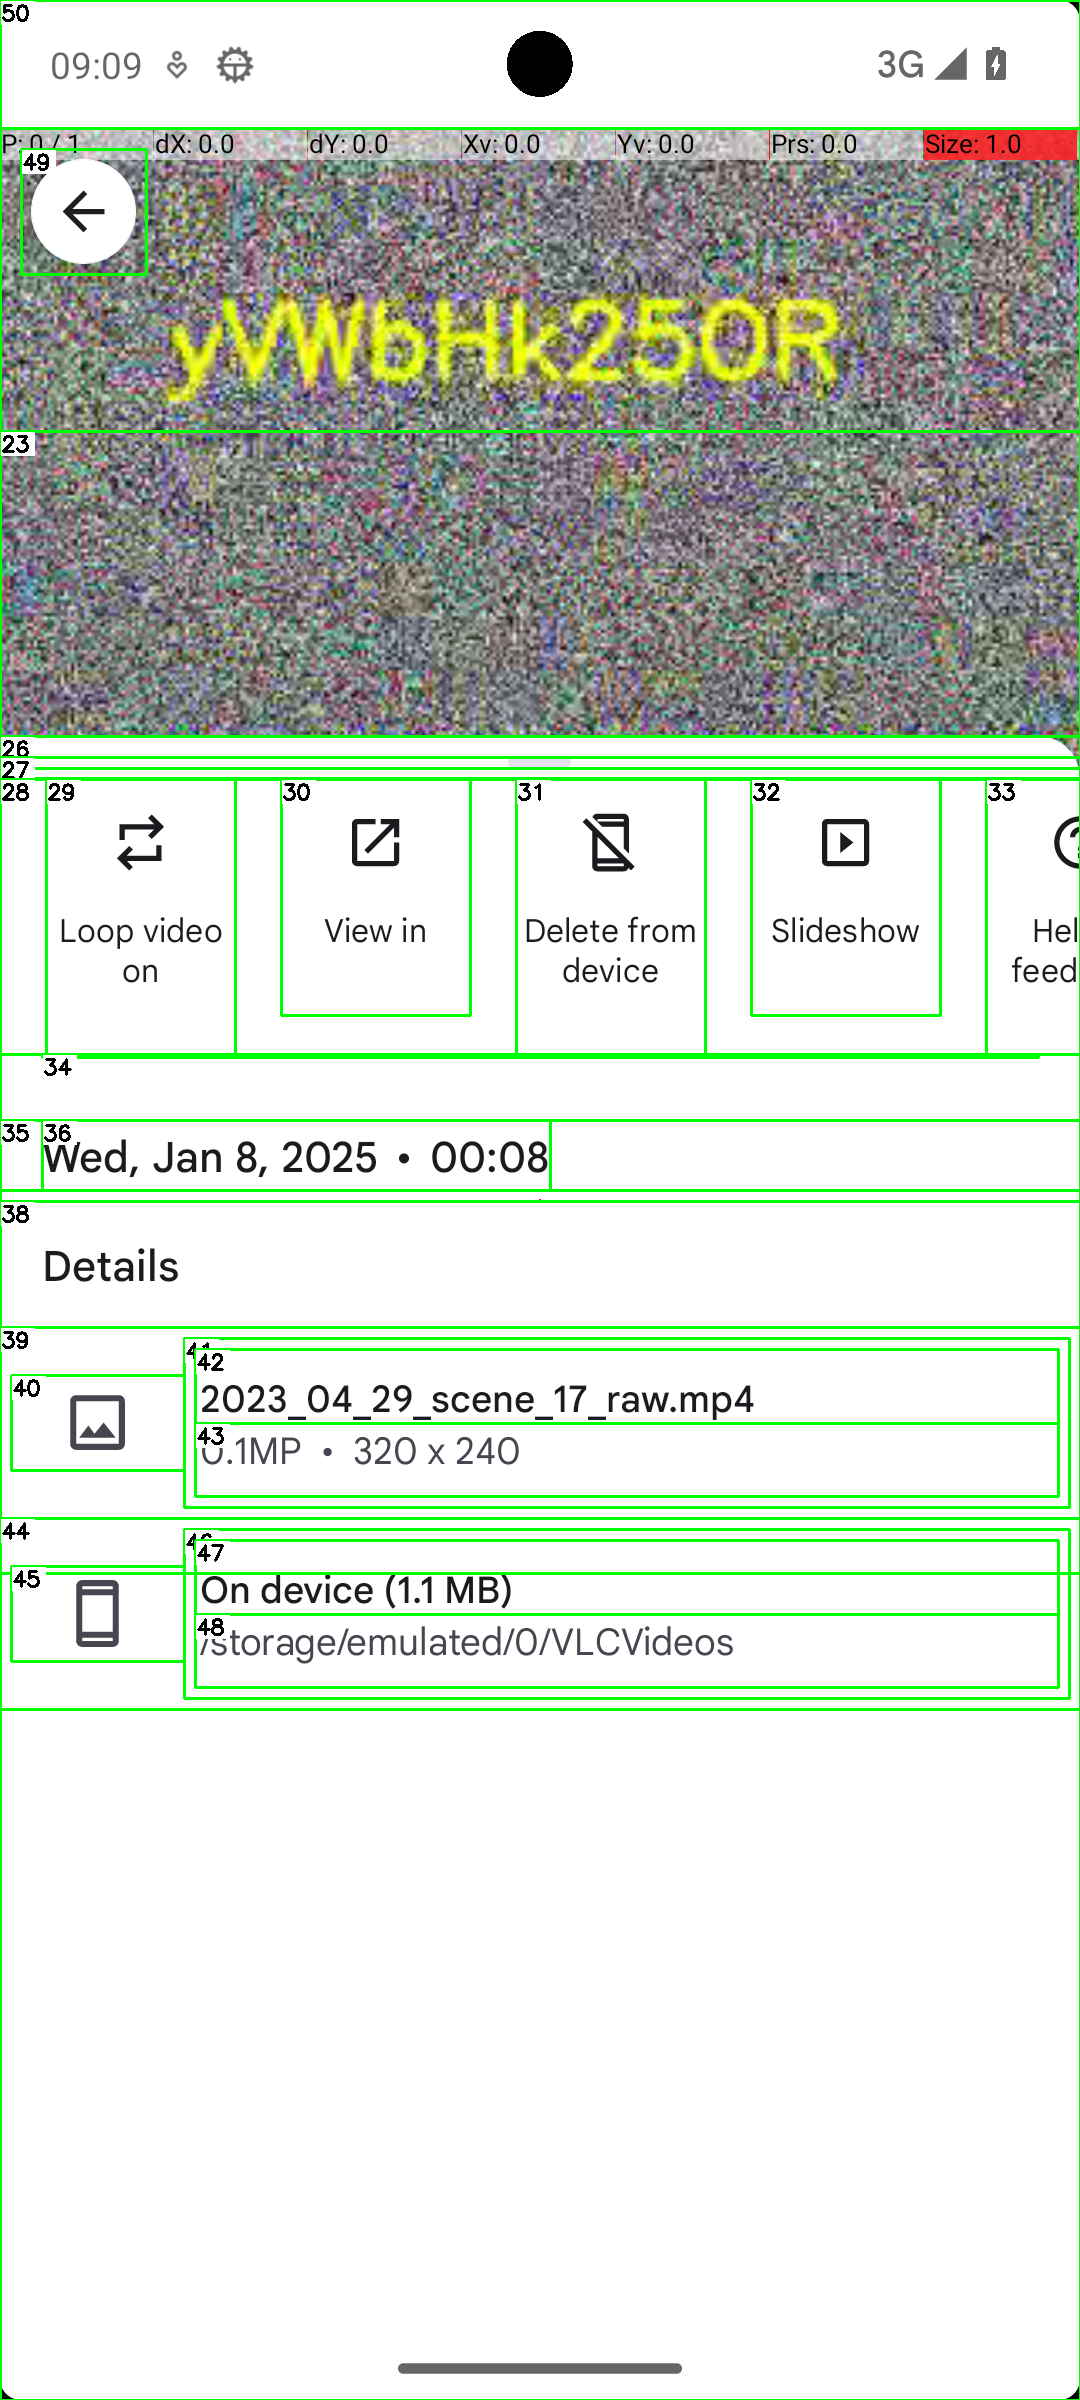 50
09:09
3G
P: 0 / 1
dX: 0.0
dY: 0.0
Xv: 0.0
Yv: 0.0
Prs: 0.0
Size: 1.0
49
yVWbHk25OR
23
26
27
28
29
30
31
32
33
Loop video on
View in
Delete from device
Slideshow
Hel
feed
34
35
36
Wed, Jan 8, 2025 • 00:08
38
Details
39
40
42
2023_04_29_scene_17_raw.mp4
43
0.1MP • 320 x 240
44
45
47
On device (1.1 MB)
48
/storage/emulated/0/VLCVideos